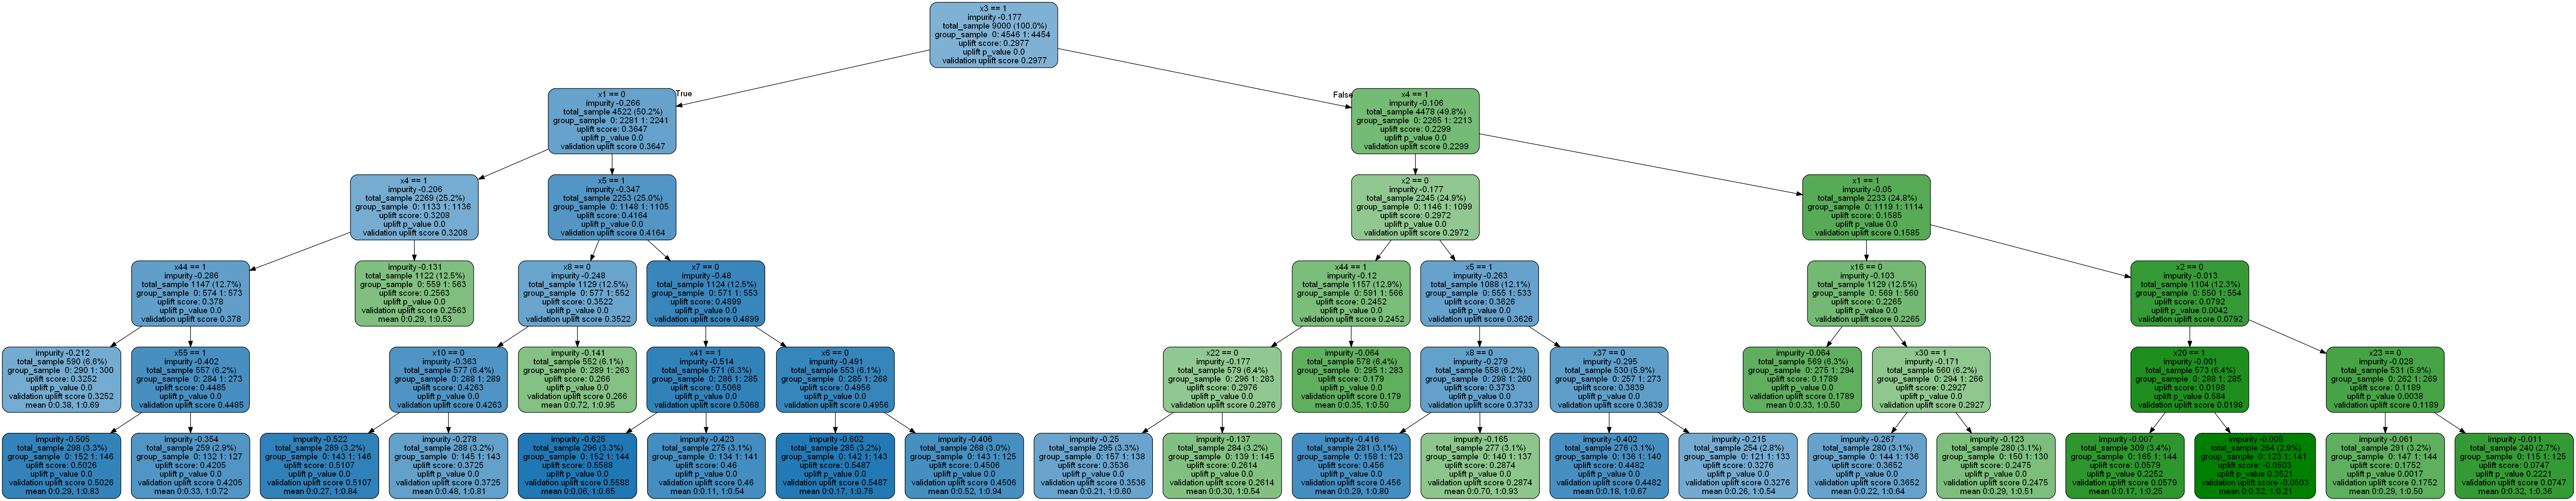 x3 == 1
impurity -0.177
total_sample 9000 (100.0%)
group_sample 0: 4546 1: 4454
uplift score: 0.2977
uplift p_value 0.0
validation uplift score 0.2977
True
False
x1 == 0
impurity -0.266
total_sample 4522 (50.2%)
group_sample 0: 2281 1: 2241
uplift score: 0.3647
uplift p_value 0.0
validation uplift score 0.3647
x4 == 1
impurity -0.106
total_sample 4478 (49.8%)
group_sample 0: 2265 1: 2213
uplift score: 0.2299
uplift p_value 0.0
validation uplift score 0.2299
x4 == 1
impurity -0.206
total_sample 2269 (25.2%)
group_sample 0: 1133 1: 1136
uplift score: 0.3208
uplift p_value 0.0
validation uplift score 0.3208
x5 == 1
impurity -0.347
total_sample 2253 (25.0%)
group_sample 0: 1148 1: 1105
uplift score: 0.4164
uplift p_value 0.0
validation uplift score 0.4164
x2 == 0
impurity -0.177
total_sample 2245 (24.9%)
group_sample 0: 1146 1: 1099
uplift score: 0.2972
uplift p_value 0.0
validation uplift score 0.2972
x1 == 1
impurity -0.05
total_sample 2233 (24.8%)
group_sample 0: 1119 1: 1114
uplift score: 0.1585
uplift p_value 0.0
validation uplift score 0.1585
x44 == 1
impurity -0.286
total_sample 1147 (12.7%)
group_sample 0: 574 1: 573
uplift score: 0.378
uplift p_value 0.0
validation uplift score 0.378
impurity -0.131
total_sample 1122 (12.5%)
group_sample 0: 559 1: 563
uplift score: 0.2563
uplift p_value 0.0
validation uplift score 0.2563
mean 0:0.29, 1:0.53
x8 == 0
impurity -0.248
total_sample 1129 (12.5%)
group_sample 0: 577 1: 552
uplift score: 0.3522
uplift p_value 0.0
validation uplift score 0.3522
x7 == 0
impurity -0.48
total_sample 1124 (12.5%)
group_sample 0: 571 1: 553
uplift score: 0.4899
uplift p_value 0.0
validation uplift score 0.4899
x44 == 1
impurity -0.12
total_sample 1157 (12.9%)
group_sample 0: 591 1: 566
uplift score: 0.2452
uplift p_value 0.0
validation uplift score 0.2452
x5 == 1
impurity -0.263
total_sample 1088 (12.1%)
group_sample 0: 555 1: 533
uplift score: 0.3626
uplift p_value 0.0
validation uplift score 0.3626
x16 == 0
impurity -0.103
total_sample 1129 (12.5%)
group_sample 0: 569 1: 560
uplift score: 0.2265
uplift p_value 0.0
validation uplift score 0.2265
x2 == 0
impurity -0.013
total_sample 1104 (12.3%)
group_sample 0: 550 1: 554
uplift score: 0.0792
uplift p_value 0.0042
validation uplift score 0.0792
impurity -0.212
total_sample 590 (6.6%)
group_sample 0: 290 1: 300
uplift score: 0.3252
uplift p_value 0.0
validation uplift score 0.3252
mean 0:0.38, 1:0.69
x55 == 1
impurity -0.402
total_sample 557 (6.2%)
group_sample 0: 284 1: 273
uplift score: 0.4485
uplift p_value 0.0
validation uplift score 0.4485
x10 == 0
impurity -0.363
total_sample 577 (6.4%)
group_sample 0: 288 1: 289
uplift score: 0.4263
uplift p_value 0.0
validation uplift score 0.4263
impurity -0.141
total_sample 552 (6.1%)
group_sample 0: 289 1: 263
uplift score: 0.266
uplift p_value 0.0
validation uplift score 0.266
mean 0:0.72, 1:0.95
x41 == 1
impurity -0.514
total_sample 571 (6.3%)
group_sample 0: 286 1: 285
uplift score: 0.5068
uplift p_value 0.0
validation uplift score 0.5068
x6 == 0
impurity -0.491
total_sample 553 (6.1%)
group_sample 0: 285 1: 268
uplift score: 0.4956
uplift p_value 0.0
validation uplift score 0.4956
x22 == 0
impurity -0.177
total_sample 579 (6.4%)
group_sample 0: 296 1: 283
uplift score: 0.2976
uplift p_value 0.0
validation uplift score 0.2976
impurity -0.064
total_sample 578 (6.4%)
group_sample 0: 295 1: 283
uplift score: 0.179
uplift p_value 0.0
validation uplift score 0.179
mean 0:0.35, 1:0.50
x8 == 0
impurity -0.279
total_sample 558 (6.2%)
group_sample 0: 298 1: 260
uplift score: 0.3733
uplift p_value 0.0
validation uplift score 0.3733
x37 == 0
impurity -0.295
total_sample 530 (5.9%)
group_sample 0: 257 1: 273
uplift score: 0.3839
uplift p_value 0.0
validation uplift score 0.3839
impurity -0.064
total_sample 569 (6.3%)
group_sample 0: 275 1: 294
uplift score: 0.1789
uplift p_value 0.0
validation uplift score 0.1789
mean 0:0.33, 1:0.50
x30 == 1
impurity -0.171
total_sample 560 (6.2%)
group_sample 0: 294 1: 266
uplift score: 0.2927
uplift p_value 0.0
validation uplift score 0.2927
x20 == 1
impurity -0.001
total_sample 573 (6.4%)
group_sample 0: 288 1: 285
uplift score: 0.0198
uplift p_value 0.584
validation uplift score 0.0198
x23 == 0
impurity -0.028
total_sample 531 (5.9%)
group_sample 0: 262 1: 269
uplift score: 0.1189
uplift p_value 0.0038
validation uplift score 0.1189
impurity -0.505
total_sample 298 (3.3%)
group_sample 0: 152 1: 146
uplift score: 0.5026
uplift p_value 0.0
validation uplift score 0.5026
mean 0:0.29, 1:0.83
impurity -0.354
total_sample 259 (2.9%)
group_sample 0: 132 1: 127
uplift score: 0.4205
uplift p_value 0.0
validation uplift score 0.4205
mean 0:0.33, 1:0.72
impurity -0.522
total_sample 289 (3.2%)
group_sample 0: 143 1: 146
uplift score: 0.5107
uplift p_value 0.0
validation uplift score 0.5107
mean 0:0.27, 1:0.84
impurity -0.278
total_sample 288 (3.2%)
group_sample 0: 145 1: 143
uplift score: 0.3725
uplift p_value 0.0
validation uplift score 0.3725
mean 0:0.48, 1:0.81
impurity -0.625
total_sample 296 (3.3%)
group_sample 0: 152 1: 144
uplift score: 0.5588
uplift p_value 0.0
validation uplift score 0.5588
mean 0:0.06, 1:0.65
impurity -0.423
total_sample 275 (3.1%)
group_sample 0: 134 1: 141
uplift score: 0.46
uplift p_value 0.0
validation uplift score 0.46
mean 0:0.11, 1:0.54
impurity -0.602
total_sample 285 (3.2%)
group_sample 0: 142 1: 143
uplift score: 0.5487
uplift p_value 0.0
validation uplift score 0.5487
mean 0:0.17, 1:0.76
impurity -0.406
total_sample 268 (3.0%)
group_sample 0: 143 1: 125
uplift score: 0.4506
uplift p_value 0.0
validation uplift score 0.4506
mean 0:0.52, 1:0.94
impurity -0.25
total_sample 295 (3.3%)
group_sample 0: 157 1: 138
uplift score: 0.3536
uplift p_value 0.0
validation uplift score 0.3536
mean 0:0.21, 1:0.60
impurity -0.137
total_sample 284 (3.2%)
group_sample 0: 139 1: 145
uplift score: 0.2614
uplift p_value 0.0
validation uplift score 0.2614
mean 0:0.30, 1:0.54
impurity -0.416
total_sample 281 (3.1%)
group_sample 0: 158 1: 123
uplift score: 0.456
uplift p_value 0.0
validation uplift score 0.456
mean 0:0.29, 1:0.80
impurity -0.165
total_sample 277 (3.1%)
group_sample 0: 140 1: 137
uplift score: 0.2874
uplift p_value 0.0
validation uplift score 0.2874
mean 0:0.70, 1:0.93
impurity -0.402
total_sample 276 (3.1%)
group_sample 0: 136 1: 140
uplift score: 0.4482
uplift p_value 0.0
validation uplift score 0.4482
mean 0:0.18, 1:0.67
impurity -0.215
total_sample 254 (2.8%)
group_sample 0: 121 1: 133
uplift score: 0.3276
uplift p_value 0.0
validation uplift score 0.3276
mean 0:0.26, 1:0.54
impurity -0.267
total_sample 280 (3.1%)
group_sample 0: 144 1: 136
uplift score: 0.3652
uplift p_value 0.0
validation uplift score 0.3652
mean 0:0.22, 1:0.64
impurity -0.123
total_sample 280 (3.1%)
group_sample 0: 150 1: 130
uplift score: 0.2475
uplift p_value 0.0
validation uplift score 0.2475
mean 0:0.29, 1:0.51
impurity -0.007
total_sample 309 (3.4%)
group_sample 0: 165 1: 144
uplift score: 0.0579
uplift p_value 0.2252
validation uplift score 0.0579
mean 0:0.17, 1:0.25
impurity -0.005
total_sample 264 (2.9%)
group_sample 0: 123 1: 141
uplift score: -0.0503
uplift p_value 0.3521
validation uplift score -0.0503
mean 0:0.32, 1:0.21
impurity -0.061
total_sample 291 (3.2%)
group_sample 0: 147 1: 144
uplift score: 0.1752
uplift p_value 0.0017
validation uplift score 0.1752
mean 0:0.29, 1:0.50
impurity -0.011
total_sample 240 (2.7%)
group_sample 0: 115 1: 125
uplift score: 0.0747
uplift p_value 0.2221
validation uplift score 0.0747
mean 0:0.32, 1:0.36